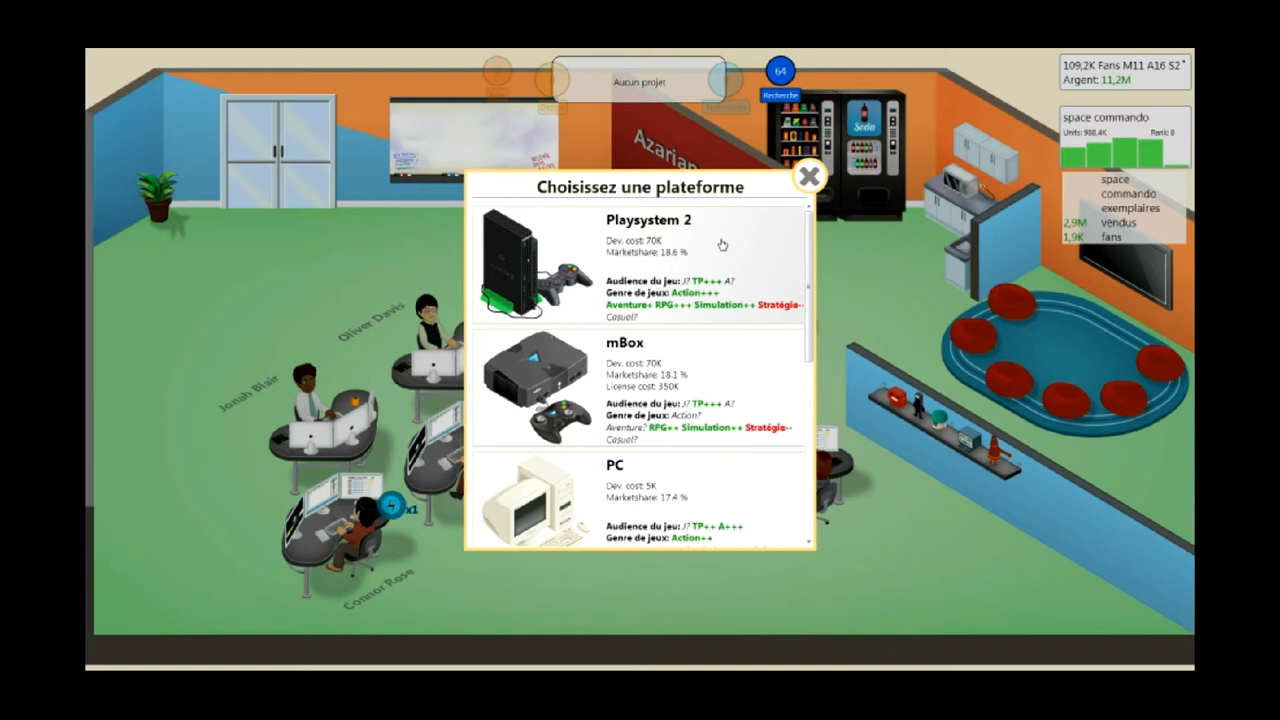 Aucun projet
64
Recherche
109,2K Fans M11 A16 S2
Argent: 11,2M
space commando
Units: 988,4K Rank: 8
space
commando
exemplaires
2,9M vendus
1,9K fans
Soda
Azarian
Choisissez une plateforme
Playsystem 2
Dev. cost: 70K
Marketshare: 18.6 %
Audience du jeu: J? TP+++ A?
Genre de jeux: Action+++
Aventure+ RPG+++ Simulation++ Stratégie--
Casual?
mBox
Dev. cost: 70K
Marketshare: 18.1 %
License cost: 350K
Audience du jeu: J? TP+++ A?
Genre de jeux: Action?
Aventure? RPG++ Simulation++ Stratégie--
Casual?
PC
Dev. cost: 5K
Marketshare: 17.4 %
Audience du jeu: J? TP++ A+++
Genre de jeux: Action++
Oliver Davis
Jonah Blair
x1
Connor Rose